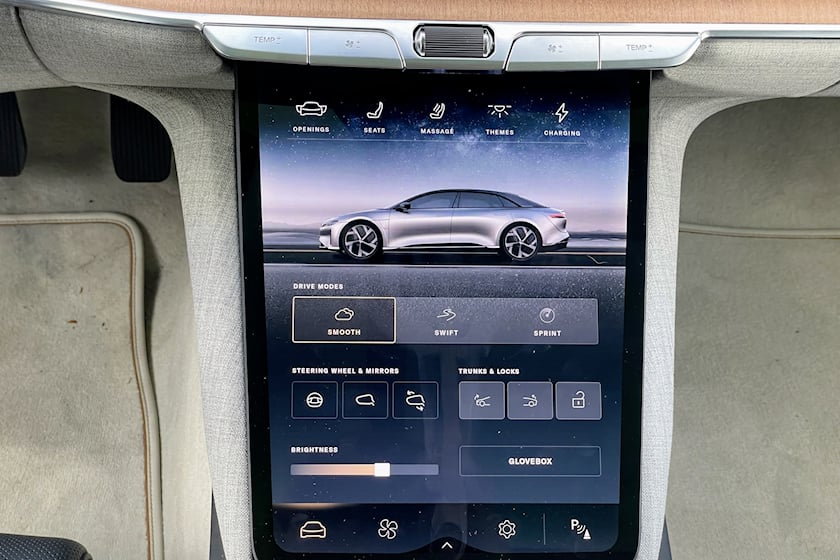 TEMP
TEMP
OPENINGS
SEATS
MASSAGE
THEMES
CHARGING
DRIVE MODES
SMOOTH
SWIFT
SPRINT
STEERING WHEEL & MIRRORS
TRUNKS & LOCKS
BRIGHTNESS
GLOVEBOX
P